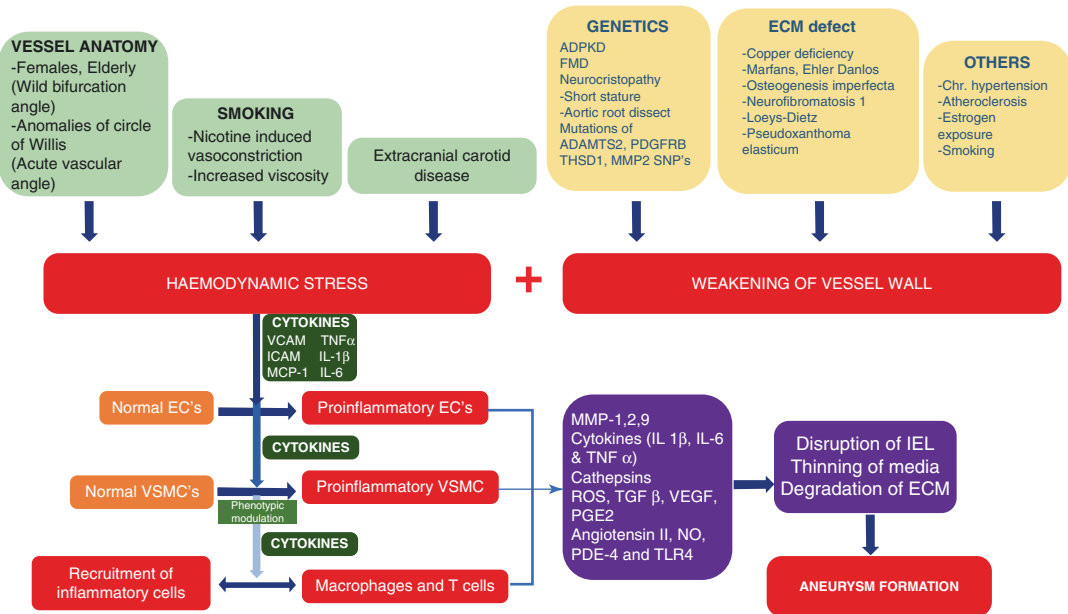 VESSEL ANATOMY
-Females, Elderly
(Wild bifurcation
angle)
-Anomalies of circle
of Willis
(Acute vascular
angle)
SMOKING
-Nicotine induced
vasoconstriction
-Increased viscosity
Extracranial carotid
disease
GENETICS
ADPKD
FMD
Neurocristopathy
-Short stature
-Aortic root dissect
Mutations of
ADAMTS2, PDGFRB
THSD1, MMP2 SNP's
ECM defect
-Copper deficiency
-Marfans, Ehler Danlos
-Osteogenesis imperfecta
-Neurofibromatosis 1
-Loeys-Dietz
-Pseudoxanthoma
elasticum
OTHERS
-Chr. hypertension
-Atheroclerosis
-Estrogen
exposure
-Smoking
HAEMODYNAMIC STRESS
+
WEAKENING OF VESSEL WALL
CYTOKINES
VCAM TNFα
ICAM IL-1β
MCP-1 IL-6
Normal EC's
Proinflammatory EC's
CYTOKINES
Normal VSMC's
Proinflammatory VSMC
Phenotypic
modulation
CYTOKINES
Recruitment of
inflammatory cells
Macrophages and T cells
MMP-1,2,9
Cytokines (IL 1β, IL-6
& TNF α)
Cathepsins
ROS, TGF β, VEGF,
PGE2
Angiotensin II, NO,
PDE-4 and TLR4
Disruption of IEL
Thinning of media
Degradation of ECM
ANEURYSM FORMATION